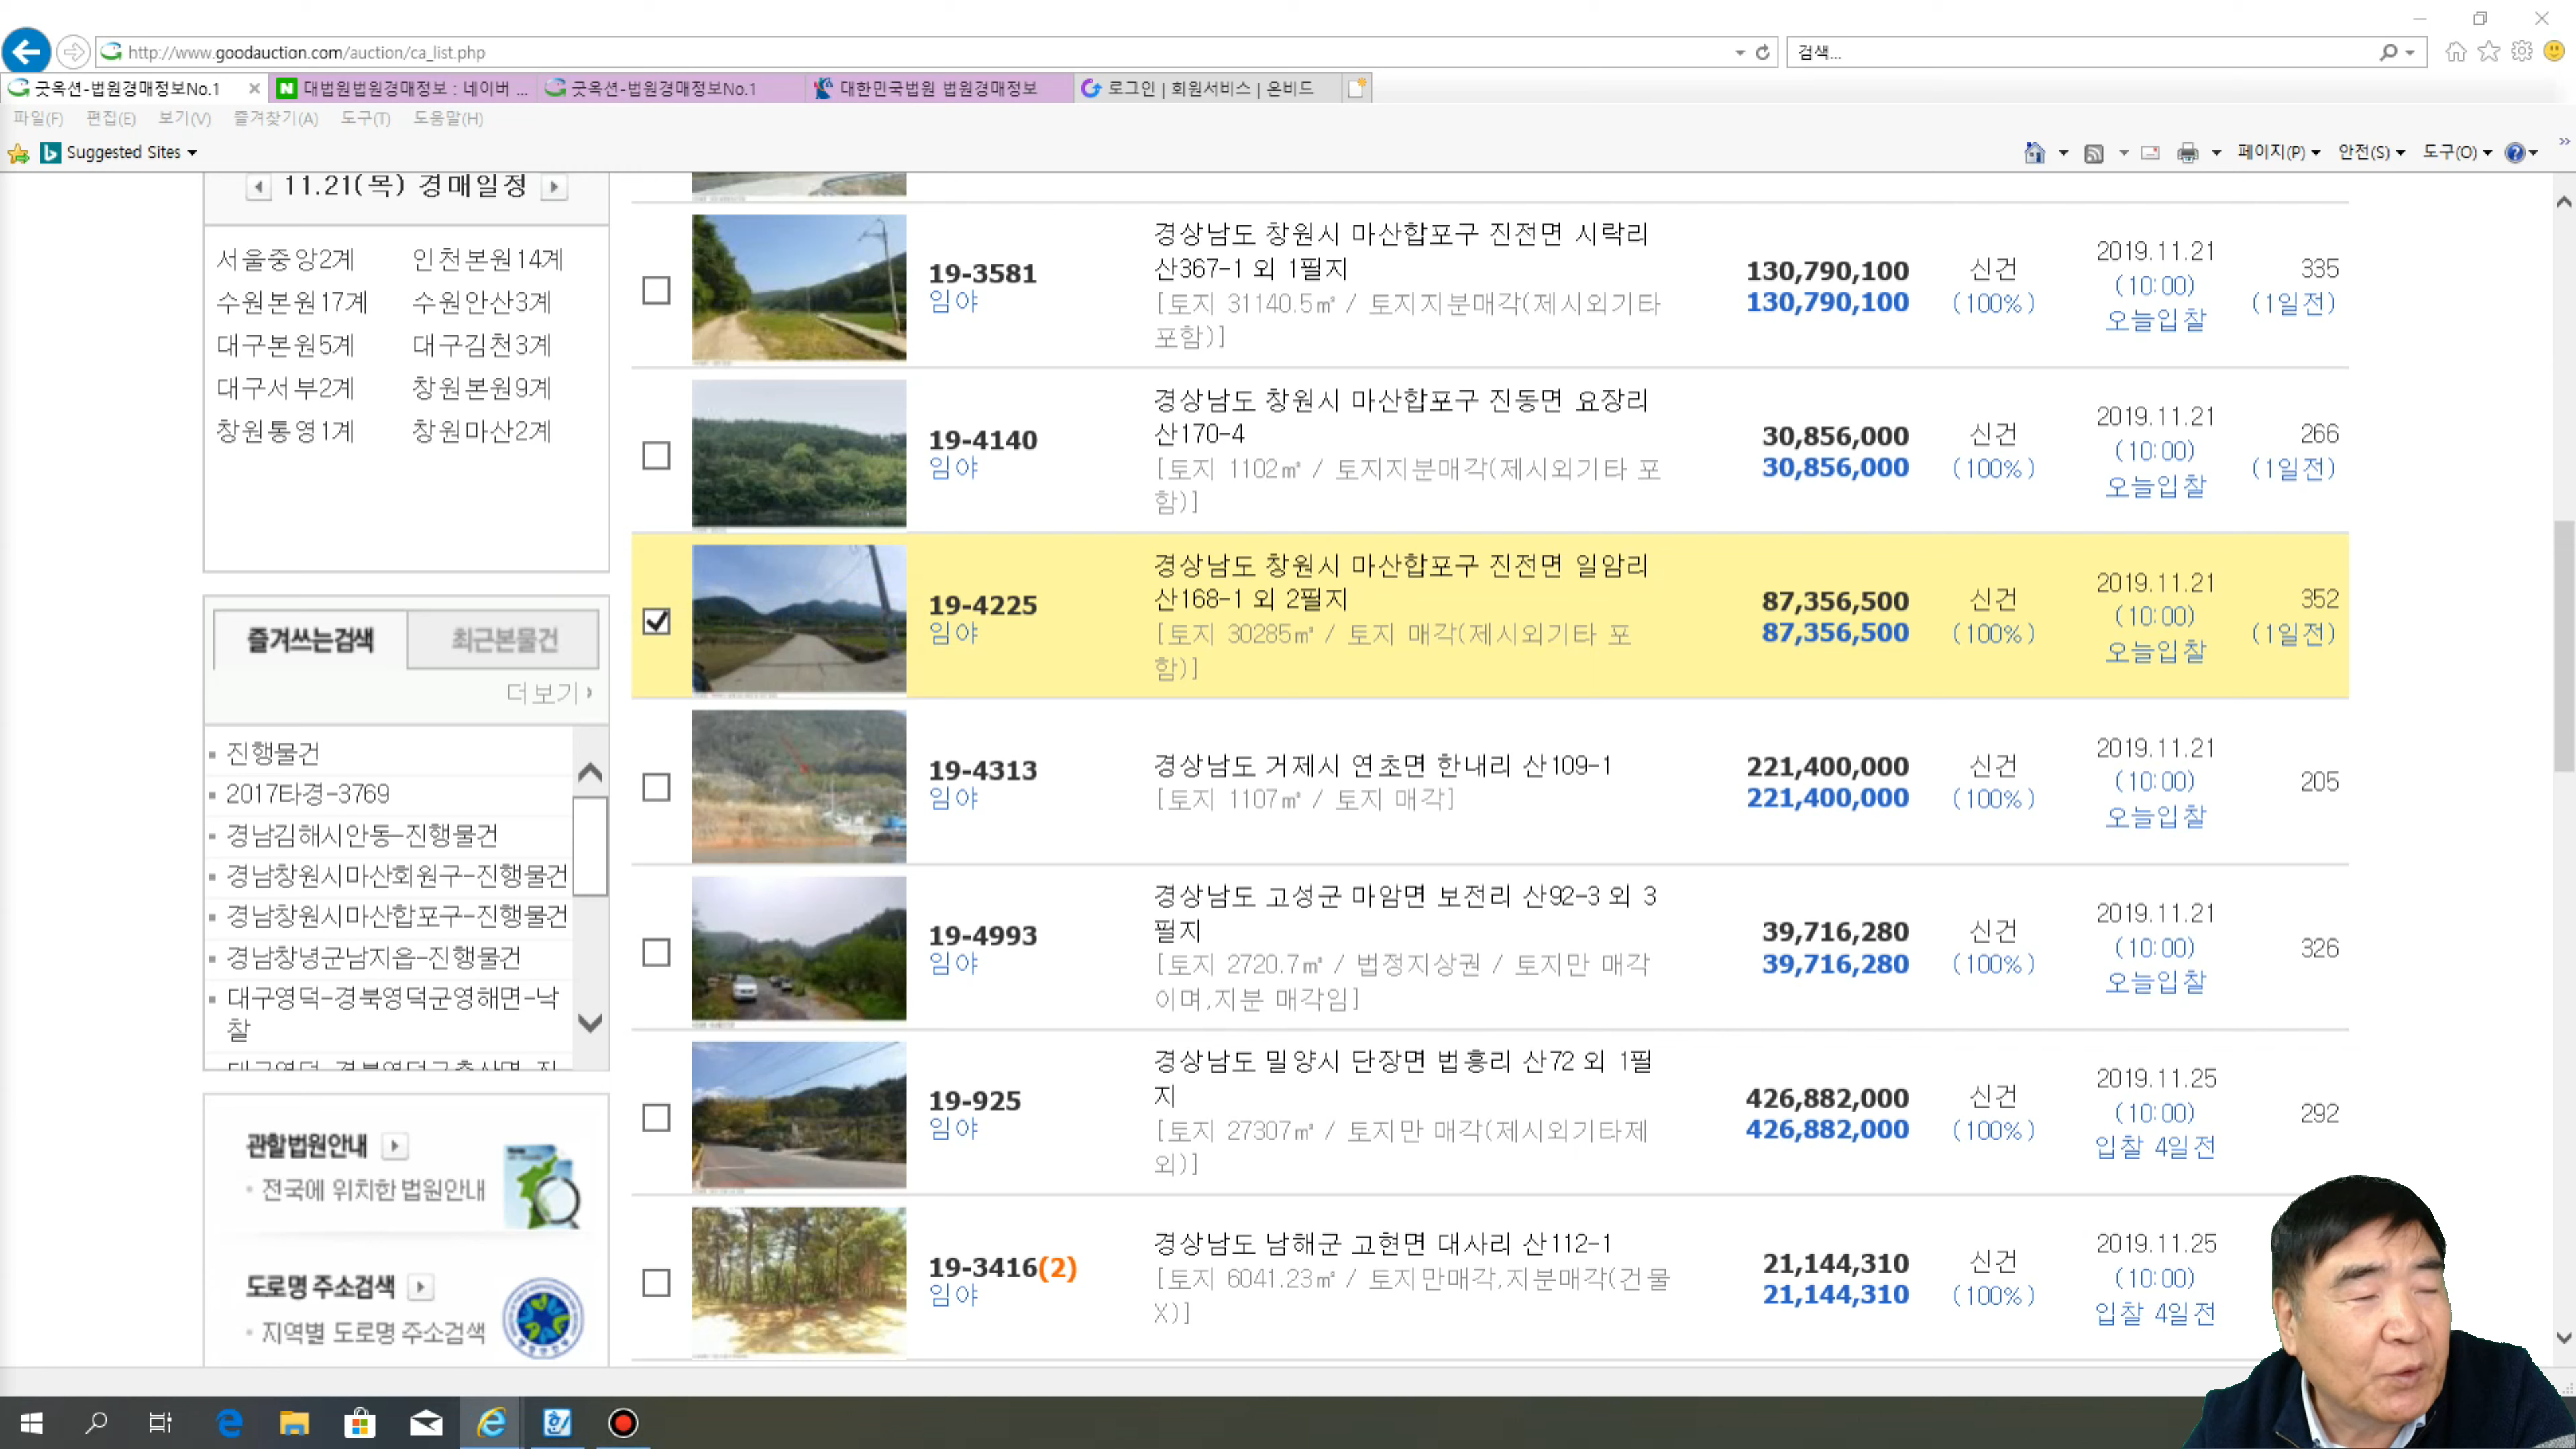 http://www.goodauction.com/auction/ca_list.php
검색...
굿옥션-법원경매정보No.1
대법원법원경매정보 : 네이버 ...
굿옥션-법원경매정보No.1
대한민국법원 법원경매정보
로그인 | 회원서비스 | 온비드
파일(F) 편집(E) 보기(V) 즐겨찾기(A) 도구(T) 도움말(H)
Suggested Sites
페이지(P) 안전(S) 도구(O)
11.21(목) 경매일정
서울중앙2계 인천본원14계
수원본원17계 수원안산3계
대구본원5계 대구김천3계
대구서부2계 창원본원9계
창원통영1계 창원마산2계
즐겨쓰는검색 최근본물건
더보기
진행물건
2017타경-3769
경남김해시안동-진행물건
경남창원시마산회원구-진행물건
경남창원시마산합포구-진행물건
경남창녕군남지읍-진행물건
대구영덕-경북영덕군영해면-낙
찰
관할법원안내
전국에 위치한 법원안내
도로명 주소검색
지역별 도로명 주소검색
19-3581
임야
경상남도 창원시 마산합포구 진전면 시락리
산367-1 외 1필지
[토지 31140.5㎡ / 토지지분매각(제시외기타
포함)]
130,790,100
130,790,100
신건
(100%)
2019.11.21
(10:00)
오늘입찰
335
(1일전)
19-4140
임야
경상남도 창원시 마산합포구 진동면 요장리
산170-4
[토지 1102㎡ / 토지지분매각(제시외기타 포
함)]
30,856,000
30,856,000
신건
(100%)
2019.11.21
(10:00)
오늘입찰
266
(1일전)
19-4225
임야
경상남도 창원시 마산합포구 진전면 일암리
산168-1 외 2필지
[토지 30285㎡ / 토지 매각(제시외기타 포
함)]
87,356,500
87,356,500
신건
(100%)
2019.11.21
(10:00)
오늘입찰
352
(1일전)
19-4313
임야
경상남도 거제시 연초면 한내리 산109-1
[토지 1107㎡ / 토지 매각]
221,400,000
221,400,000
신건
(100%)
2019.11.21
(10:00)
오늘입찰
205
19-4993
임야
경상남도 고성군 마암면 보전리 산92-3 외 3
필지
[토지 2720.7㎡ / 법정지상권 / 토지만 매각
이며,지분 매각임]
39,716,280
39,716,280
신건
(100%)
2019.11.21
(10:00)
오늘입찰
326
19-925
임야
경상남도 밀양시 단장면 법흥리 산72 외 1필
지
[토지 27307㎡ / 토지만 매각(제시외기타제
외)]
426,882,000
426,882,000
신건
(100%)
2019.11.25
(10:00)
입찰 4일전
292
19-3416(2)
임야
경상남도 남해군 고현면 대사리 산112-1
[토지 6041.23㎡ / 토지만매각,지분매각(건물
X)]
21,144,310
21,144,310
신건
(100%)
2019.11.25
(10:00)
입찰 4일전